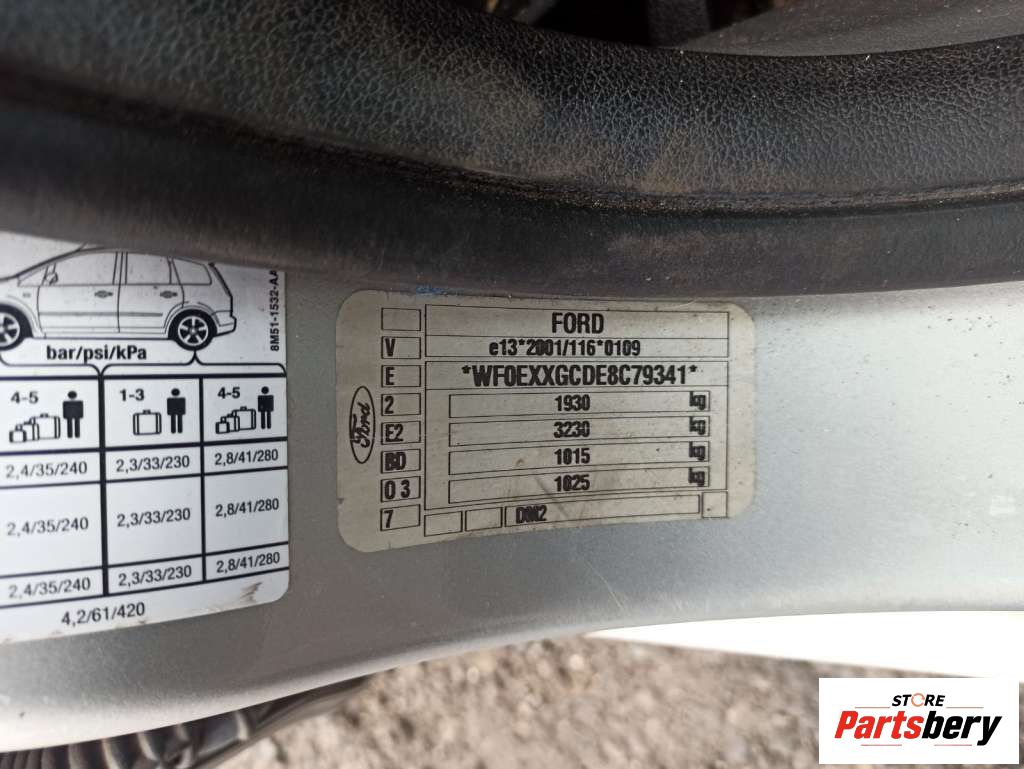 8M51-1532-AA
bar/psi/kPa
4-5 1-3 4-5
2,4/35/240 2,3/33/230 2,8/41/280
2,4/35/240 2,3/33/230 2,8/41/280
2,4/35/240 2,3/33/230 2,8/41/280
4,2/61/420
Ford
FORD
V e13*2001/116*0109
E *WF0EXXGCDE8C79341*
2 1930 kg
E2 3230 kg
BD 1015 kg
0 3 1025 kg
7 DM2
STORE
Partsbery